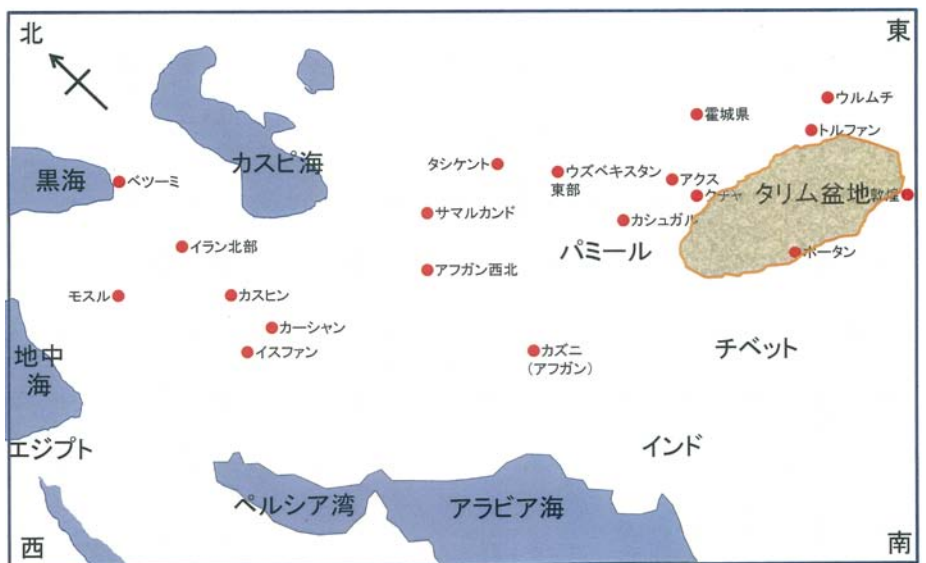 北
東
ウルムチ
霍城県
トルファン
カスピ海
タシケント
ウズベキスタン
東部
アクス
黒海
ベツーミ
クチャ
タリム盆地
敦煌
サマルカンド
カシュガル
イラン北部
パミール
ホータン
アフガン西北
モスル
カスヒン
カーシャン
チベット
地中
海
イスファン
カズニ
(アフガン)
エジプト
インド
ペルシア湾
アラビア海
西
南